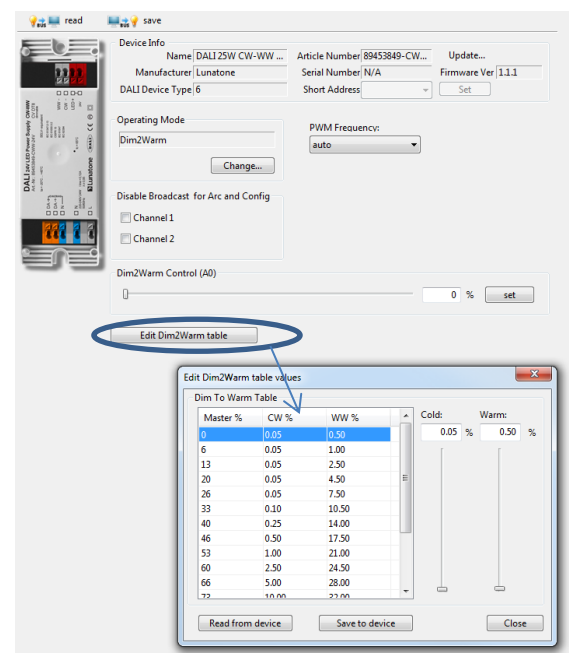 read save
Device Info
Name DALI 25W CW-WW ... Article Number 89453849-CW... Update...
Manufacturer Lunatone Serial Number N/A Firmware Ver 1.1.1
DALI Device Type 6 Short Address Set
Operating Mode
Dim2Warm
Change...
PWM Frequency:
auto
Disable Broadcast for Arc and Config
Channel 1
Channel 2
Dim2Warm Control (A0)
0 % set
Edit Dim2Warm table
Edit Dim2Warm table values
Dim To Warm Table
Master % CW % WW % Cold: Warm:
0 0.05 0.50 0.05 % 0.50 %
6 0.05 1.00
13 0.05 2.50
20 0.05 4.50
26 0.05 7.50
33 0.10 10.50
40 0.25 14.00
46 0.50 17.50
53 1.00 21.00
60 2.50 24.50
66 5.00 28.00
73 10.00 32.00
Read from device Save to device Close